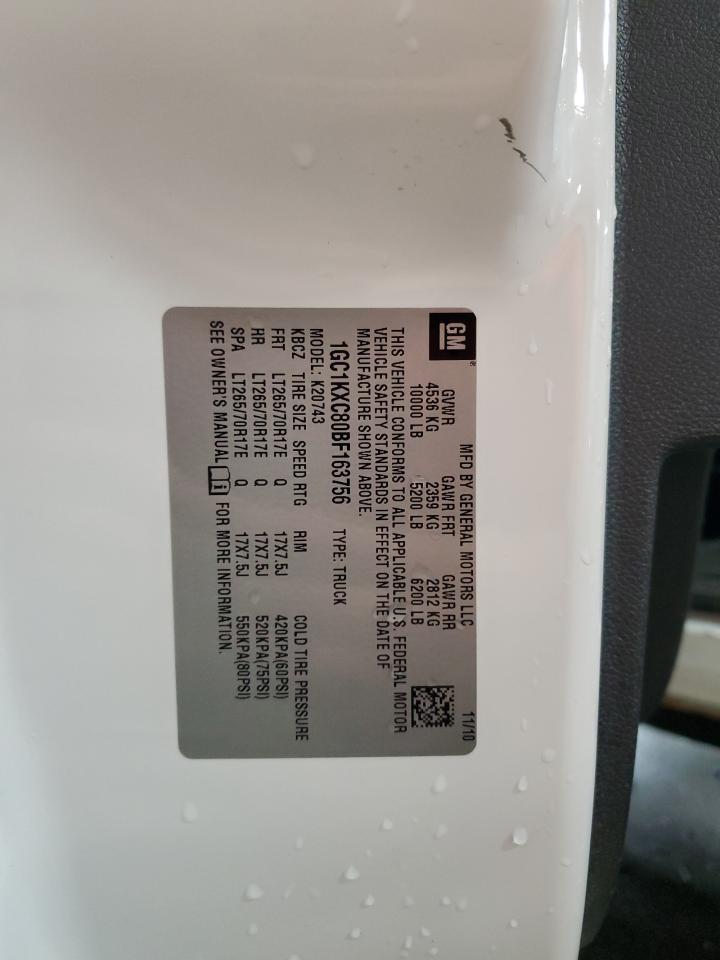 GM®
MFD BY GENERAL MOTORS LLC 11/10
GVWR GAWR FRT GAWR RR
4536 KG 2359 KG 2812 KG
10000 LB 5200 LB 6200 LB
THIS VEHICLE CONFORMS TO ALL APPLICABLE U.S. FEDERAL MOTOR
VEHICLE SAFETY STANDARDS IN EFFECT ON THE DATE OF
MANUFACTURE SHOWN ABOVE.
1GC1KXC80BF163756 TYPE: TRUCK
MODEL: K20743
KBCZ TIRE SIZE SPEED RTG RIM COLD TIRE PRESSURE
FRT LT265/70R17E Q 17X7.5J 420KPA(60PSI)
RR LT265/70R17E Q 17X7.5J 520KPA(75PSI)
SPA LT265/70R17E Q 17X7.5J 550KPA(80PSI)
SEE OWNER'S MANUAL FOR MORE INFORMATION.